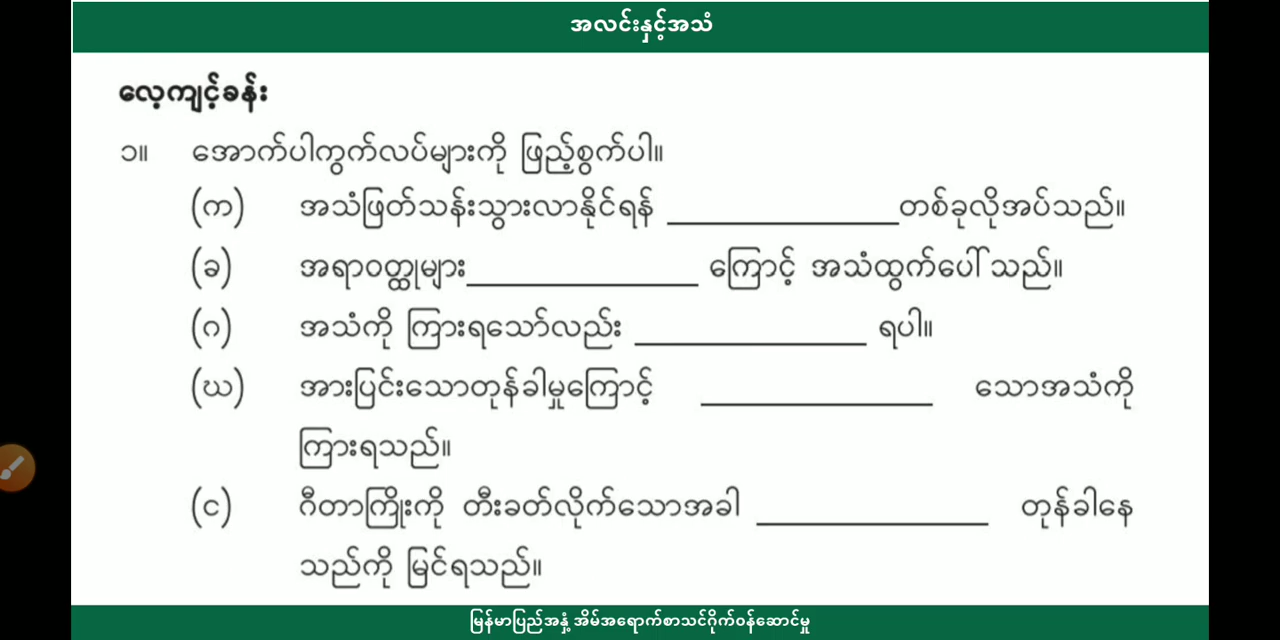 အလင်းနှင့်အသံ
လေ့ကျင့်ခန်း
၁။ အောက်ပါကွက်လပ်များကို ဖြည့်စွက်ပါ။
(က) အသံဖြတ်သန်းသွားလာနိုင်ရန် ____________ တစ်ခုလိုအပ်သည်။
(ခ) အရာဝတ္ထုများ ____________ ကြောင့် အသံထွက်ပေါ်သည်။
(ဂ) အသံကို ကြားရသော်လည်း ____________ ရပါ။
(ဃ) အားပြင်းသောတုန်ခါမှုကြောင့် ____________ သောအသံကို
ကြားရသည်။
(င) ဂီတာကြိုးကို တီးခတ်လိုက်သောအခါ ____________ တုန်ခါနေ
သည်ကို မြင်ရသည်။
မြန်မာပြည်အနှံ့ အိမ်အရောက်စာသင်ဂိုက်ဝန်ဆောင်မှု